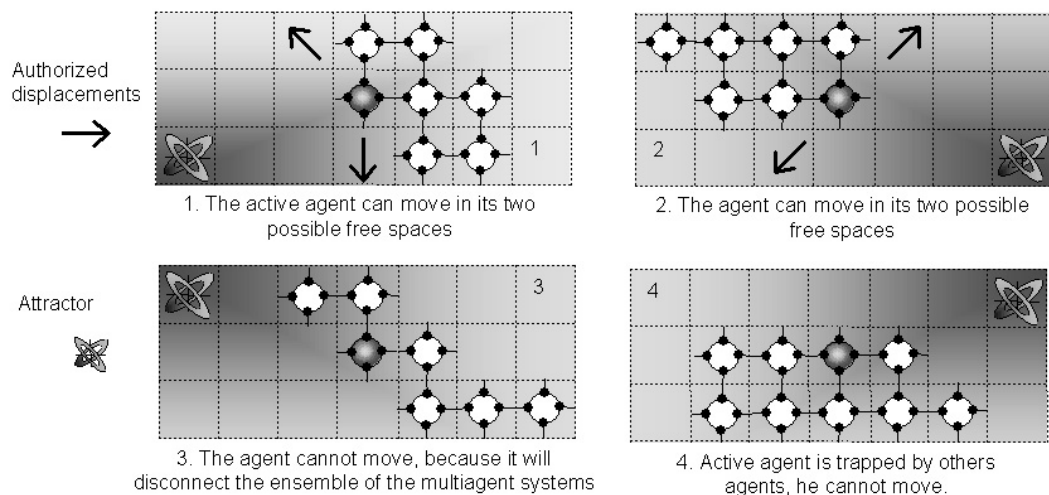 Authorized
displacements
1
2
1. The active agent can move in its two
possible free spaces
2. The agent can move in its two possible
free spaces
Attractor
3
4
3. The agent cannot move, because it will
disconnect the ensemble of the multiagent systems
4. Active agent is trapped by others
agents, he cannot move.